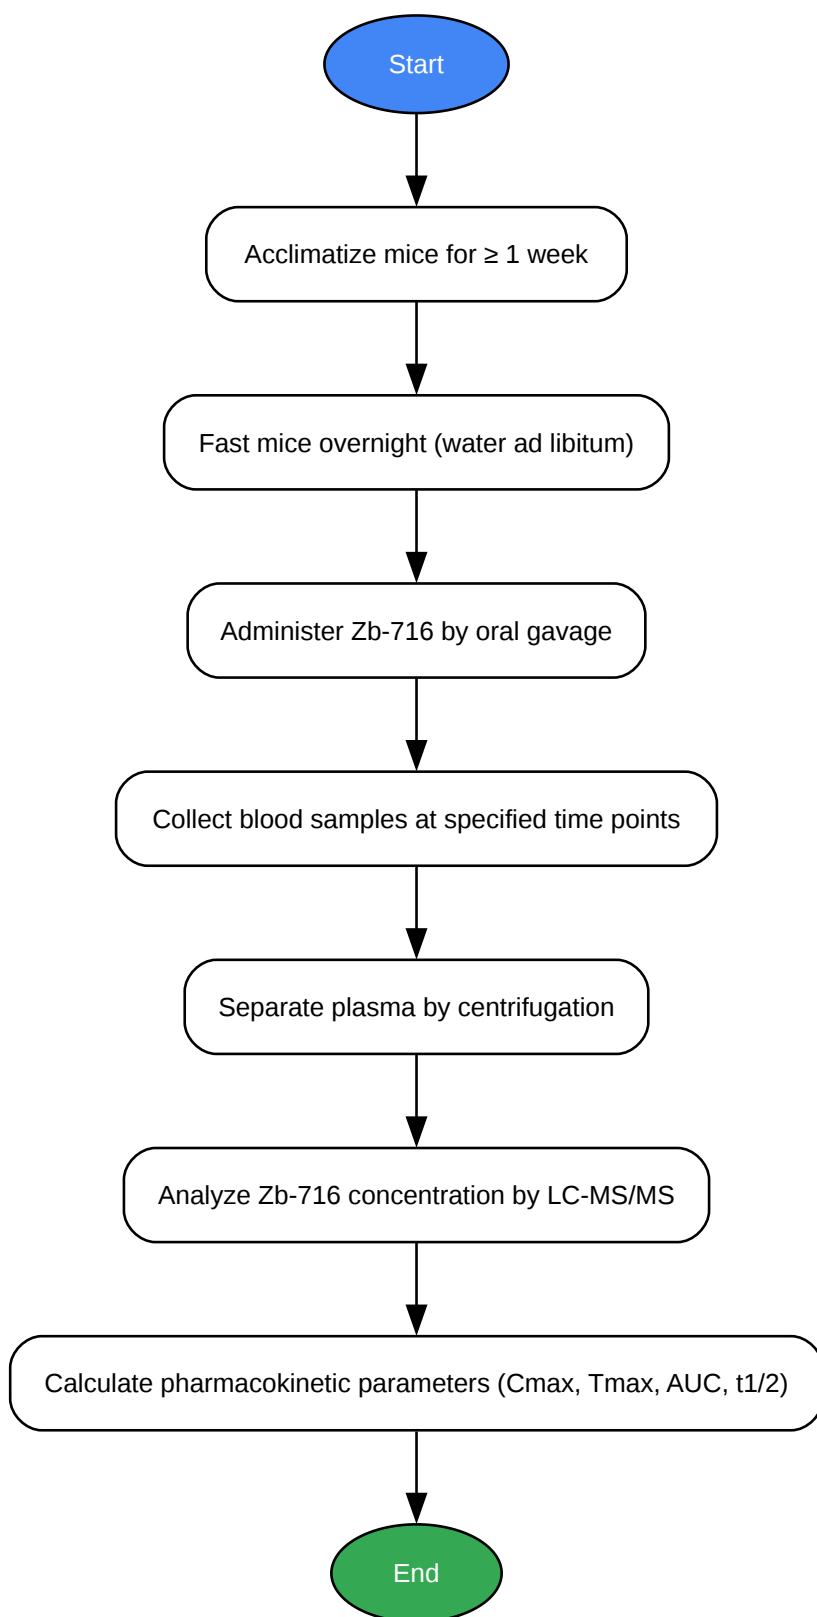 Start
Acclimatize mice for ≥ 1 week
Fast mice overnight (water ad libitum)
Administer Zb-716 by oral gavage
Collect blood samples at specified time points
Separate plasma by centrifugation
Analyze Zb-716 concentration by LC-MS/MS
Calculate pharmacokinetic parameters (Cmax, Tmax, AUC, t1/2)
End